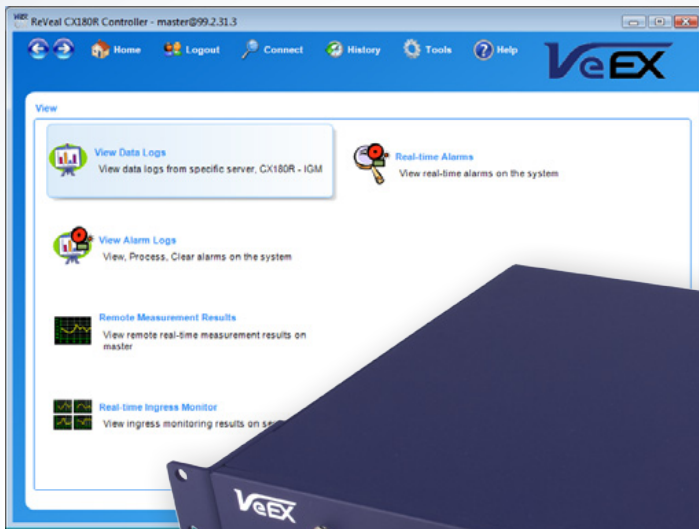 VeEX ReVeal CX180R Controller - master@99.2.31.3
Home Logout Connect History Tools Help
VeEX
View
View Data Logs
View data logs from specific server, CX180R - IGM
Real-time Alarms
View real-time alarms on the system
View Alarm Logs
View, Process, Clear alarms on the system
Remote Measurement Results
View remote real-time measurement results on
master
Real-time Ingress Monitor
View ingress monitoring results on
VeEX